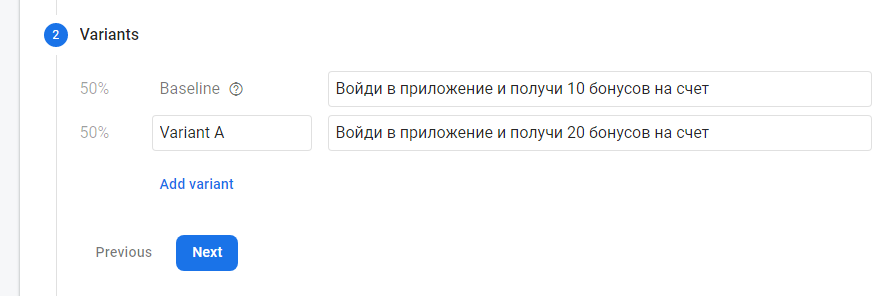 2 Variants
50% Baseline Войди в приложение и получи 10 бонусов на счет
50% Variant A Войди в приложение и получи 20 бонусов на счет
Add variant
Previous Next